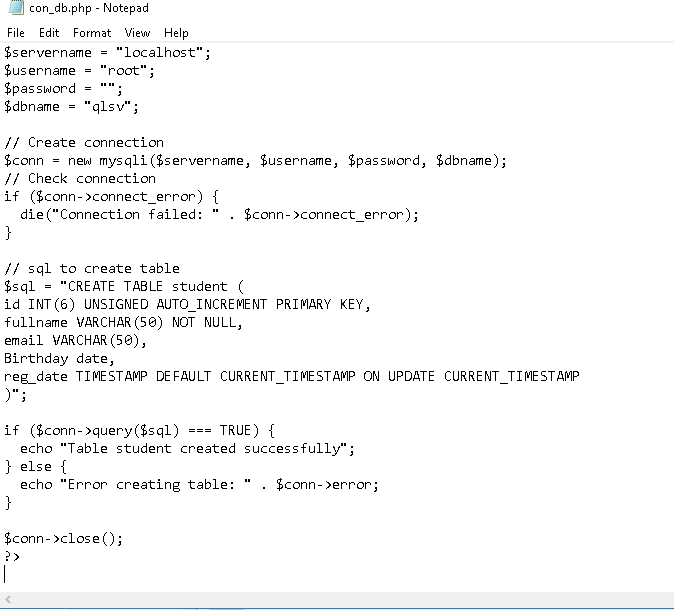 con_db.php - Notepad
File Edit Format View Help
$servername = "localhost";
$username = "root";
$password = "";
$dbname = "qlsv";

// Create connection
$conn = new mysqli($servername, $username, $password, $dbname);
// Check connection
if ($conn->connect_error) {
  die("Connection failed: " . $conn->connect_error);
}

// sql to create table
$sql = "CREATE TABLE student (
id INT(6) UNSIGNED AUTO_INCREMENT PRIMARY KEY,
fullname VARCHAR(50) NOT NULL,
email VARCHAR(50),
Birthday date,
reg_date TIMESTAMP DEFAULT CURRENT_TIMESTAMP ON UPDATE CURRENT_TIMESTAMP
)";

if ($conn->query($sql) === TRUE) {
  echo "Table student created successfully";
} else {
  echo "Error creating table: " . $conn->error;
}

$conn->close();
?>